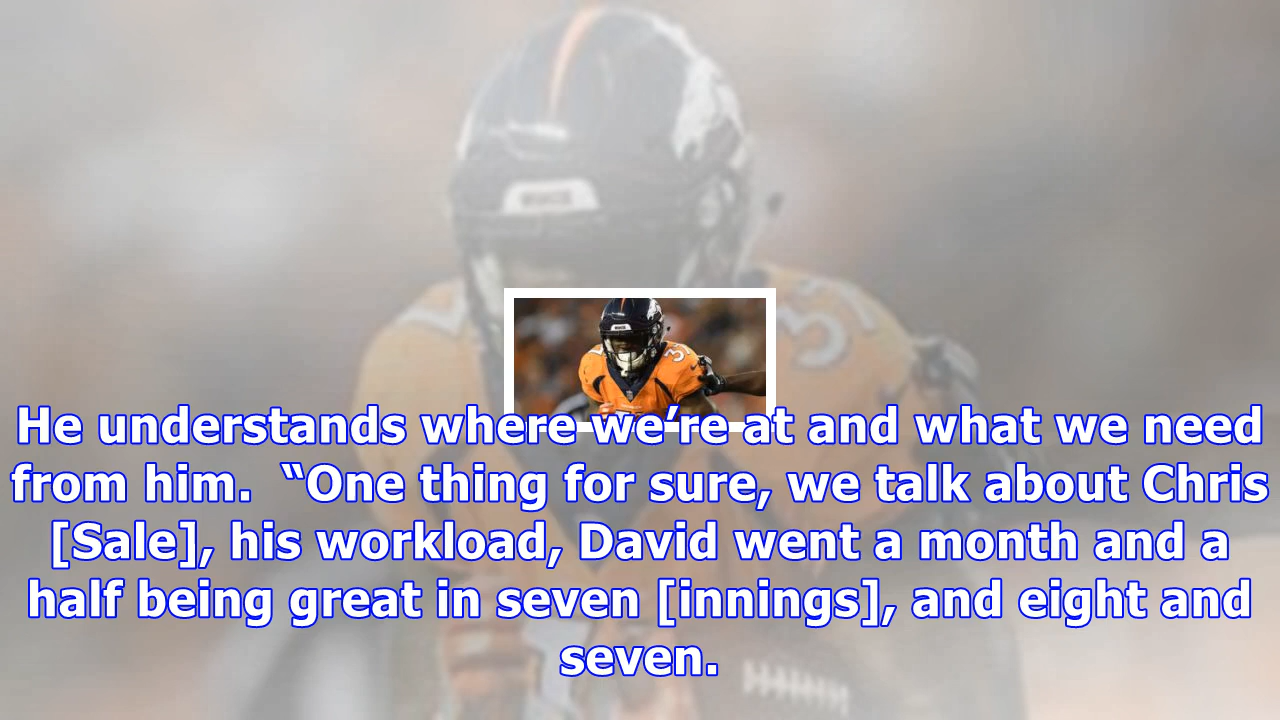 He understands where we’re at and what we need
from him.  “One thing for sure, we talk about Chris
[Sale], his workload, David went a month and a
half being great in seven [innings], and eight and
seven.